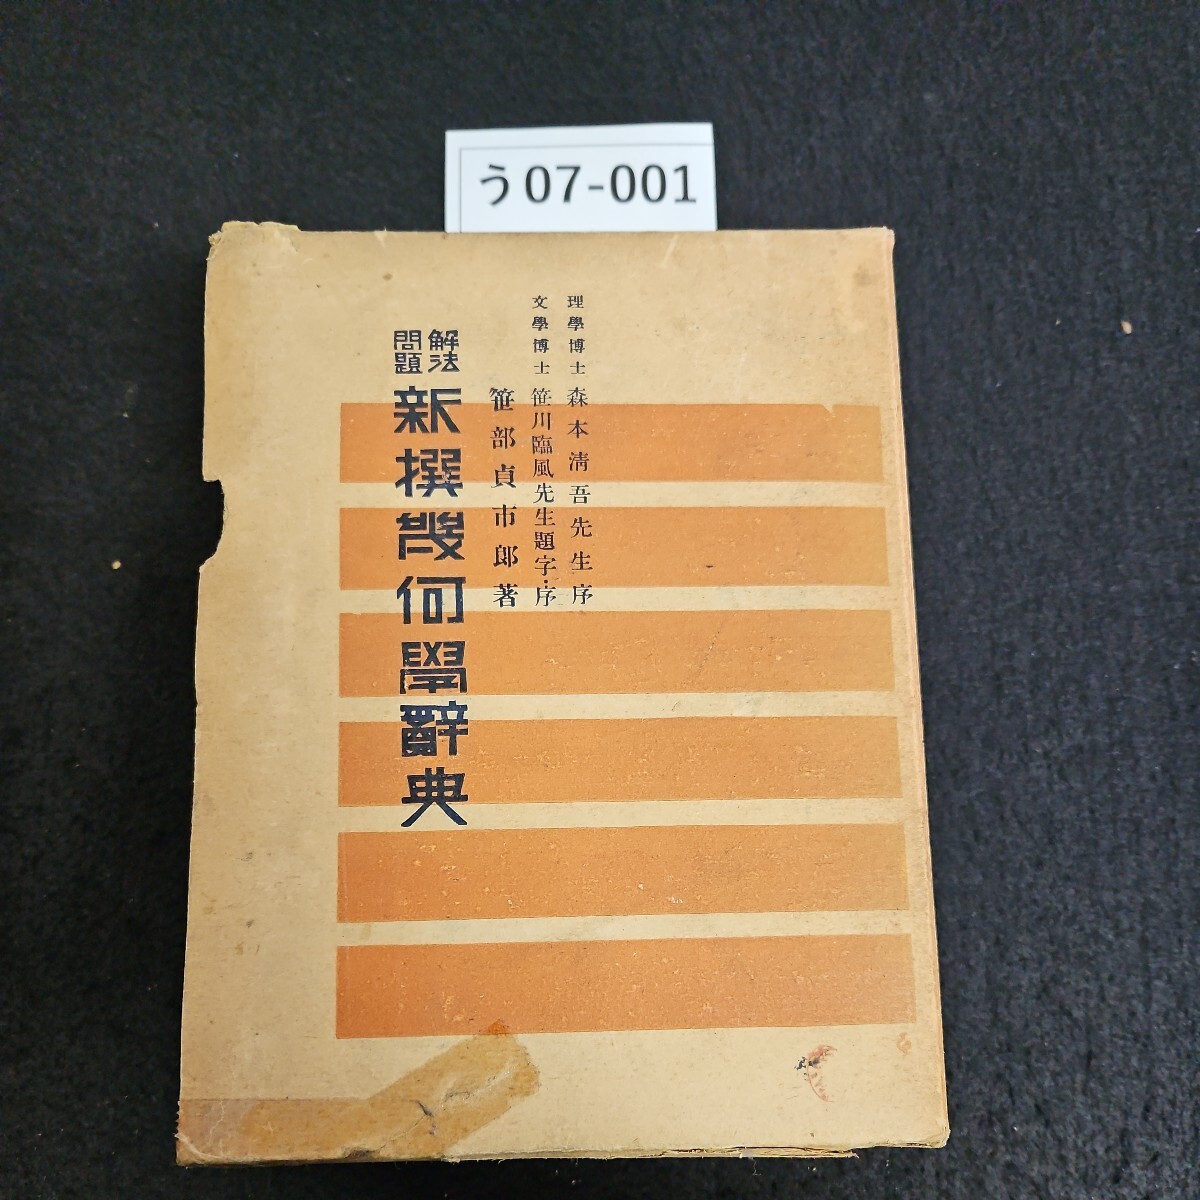 う07-001
理學博士 森本淸吾先生序
文學博士 笹川臨風先生題字・序
笹部貞市郎著
解法
問題
新撰幾何學辭典